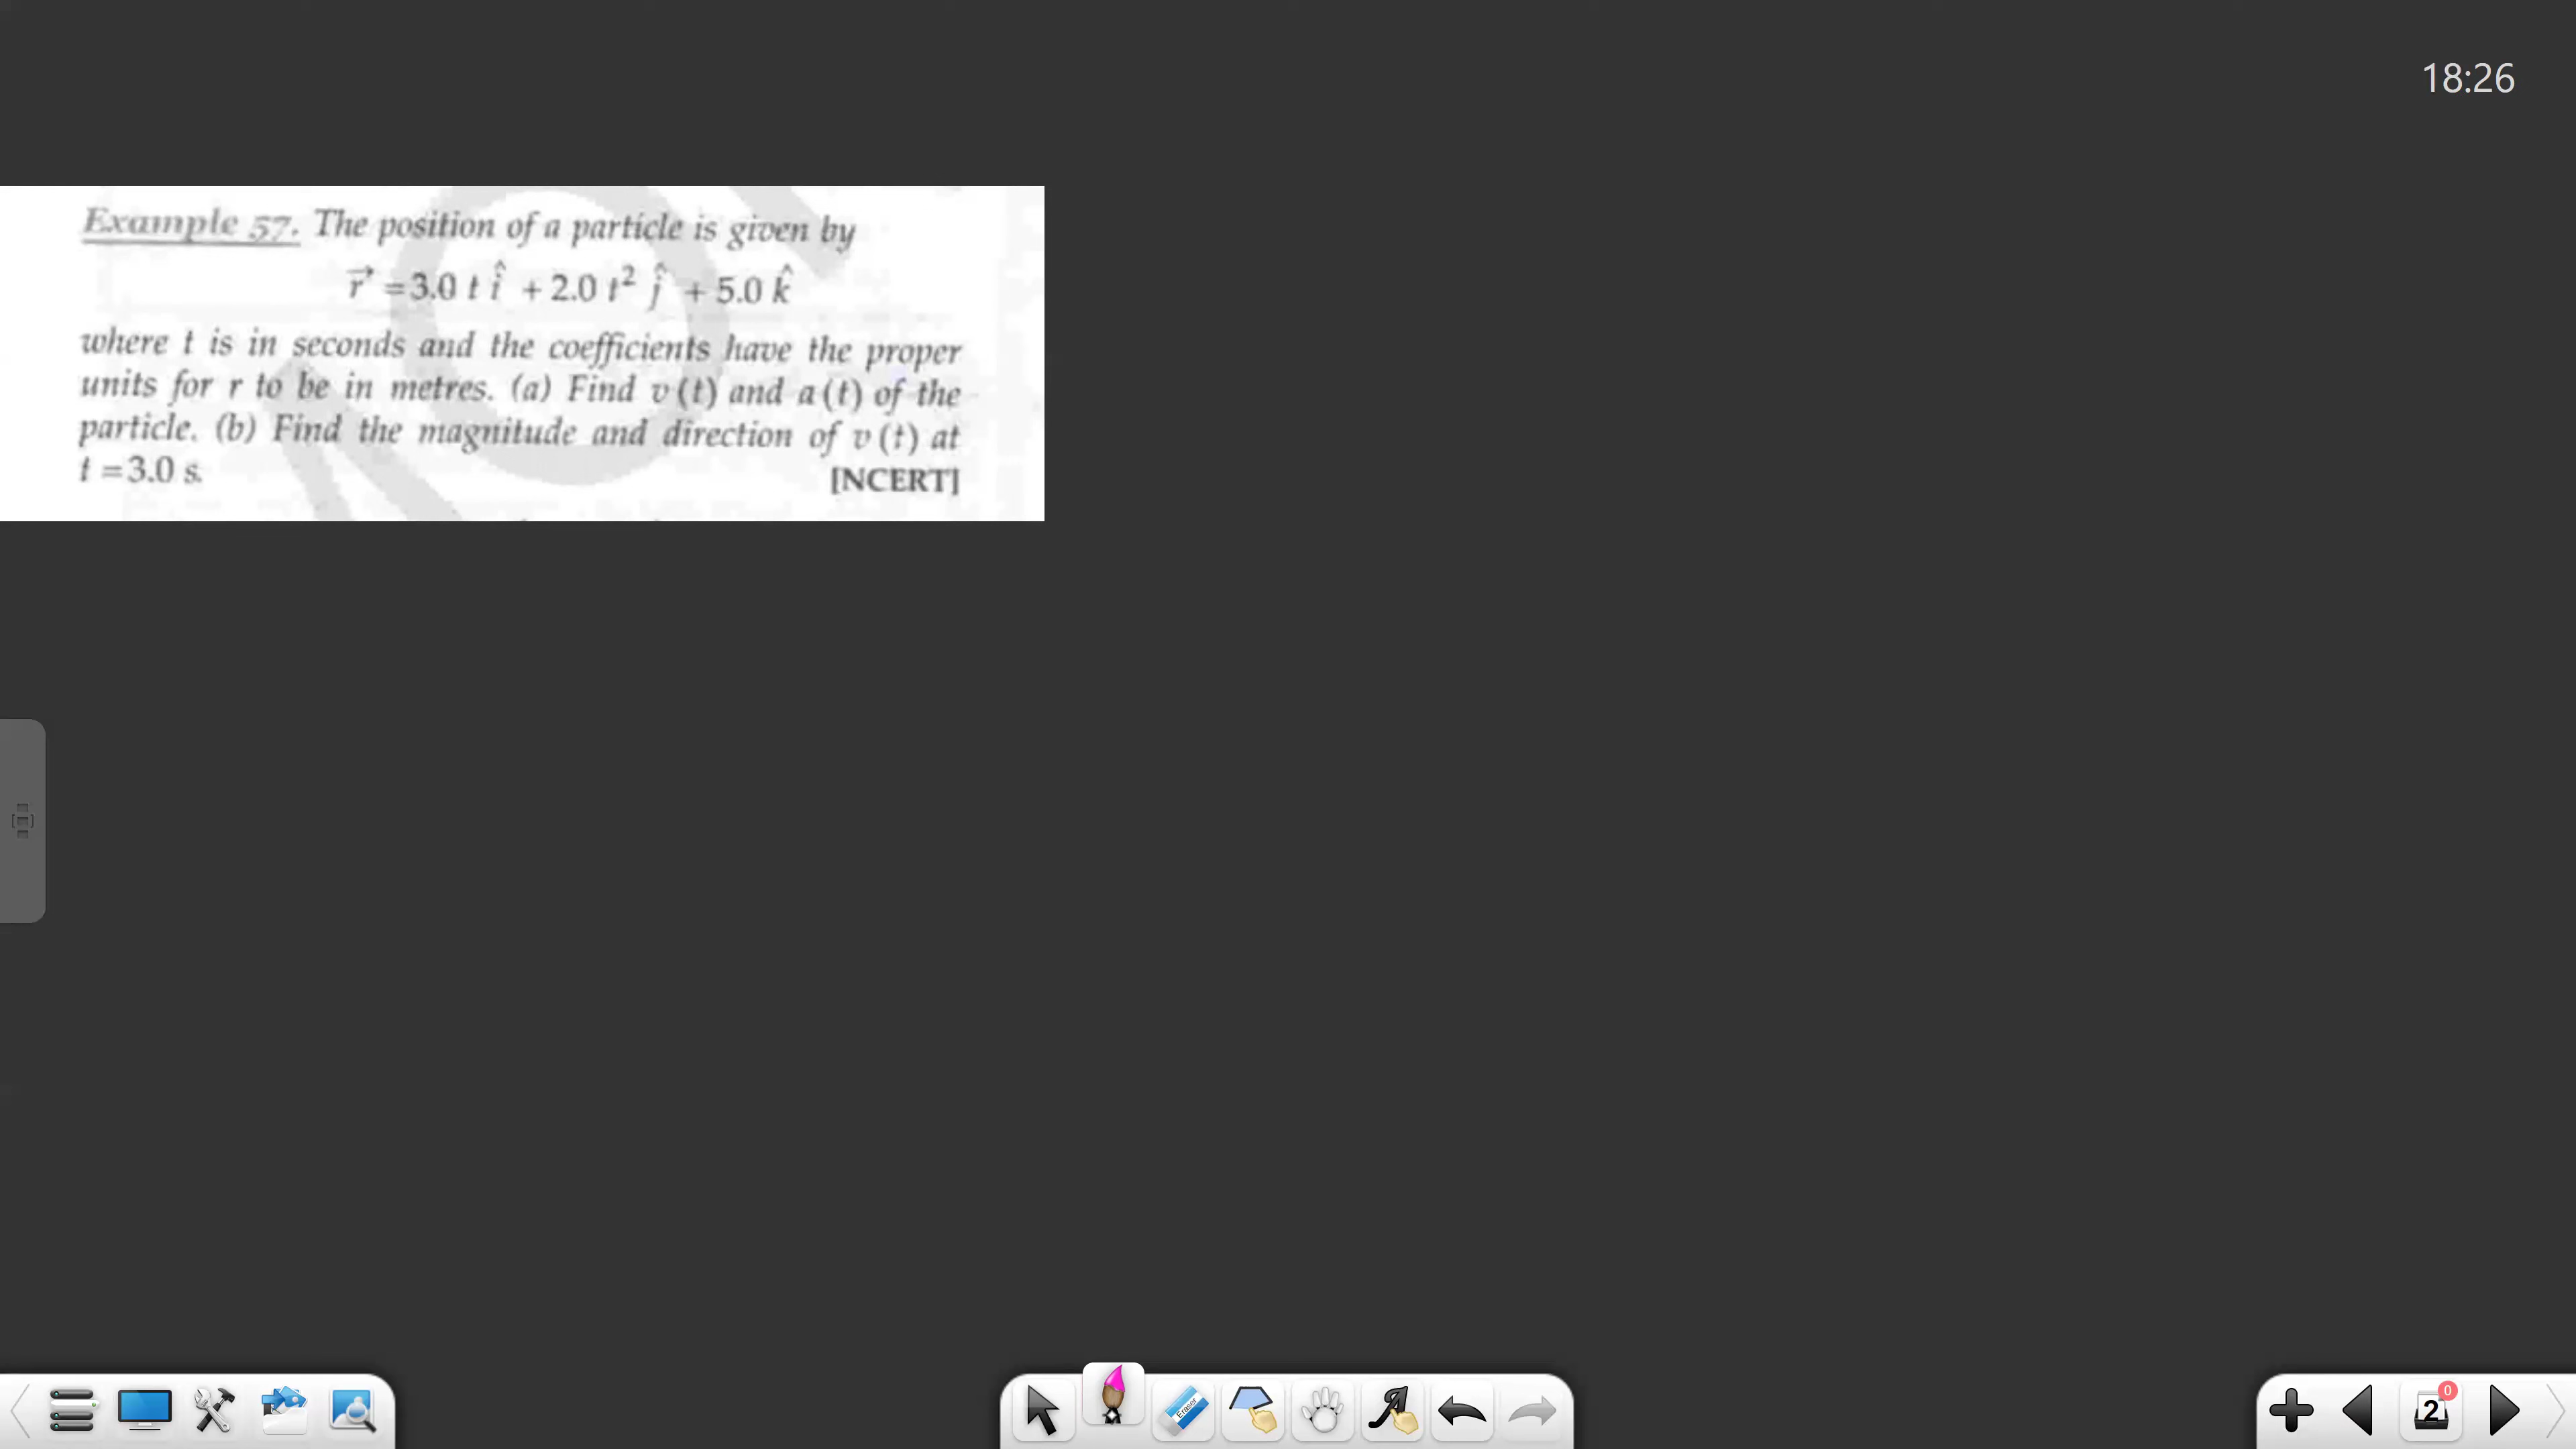 18:26
Example 57. The position of a particle is given by
r⃗ = 3.0 t î + 2.0 t² ĵ + 5.0 k̂
where t is in seconds and the coefficients have the proper
units for r to be in metres. (a) Find v(t) and a(t) of the
particle. (b) Find the magnitude and direction of v(t) at
t = 3.0 s. [NCERT]
Eraser
0
2